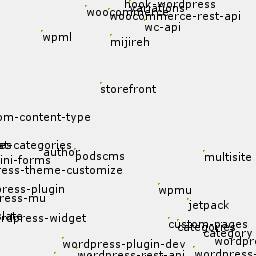 hook-wordpress
woocommerce
woocommerce-rest-api
wc-api
wpml
mijireh
storefront
om-content-type
categories
author
podscms
multisite
ini-forms
ress-theme-customize
ress-plugin
wpmu
ress-mu
jetpack
rdpress-widget
custom-pages
categories
category
wordpr
wordpress-plugin-dev
wordpress-rest-api
wordpress-